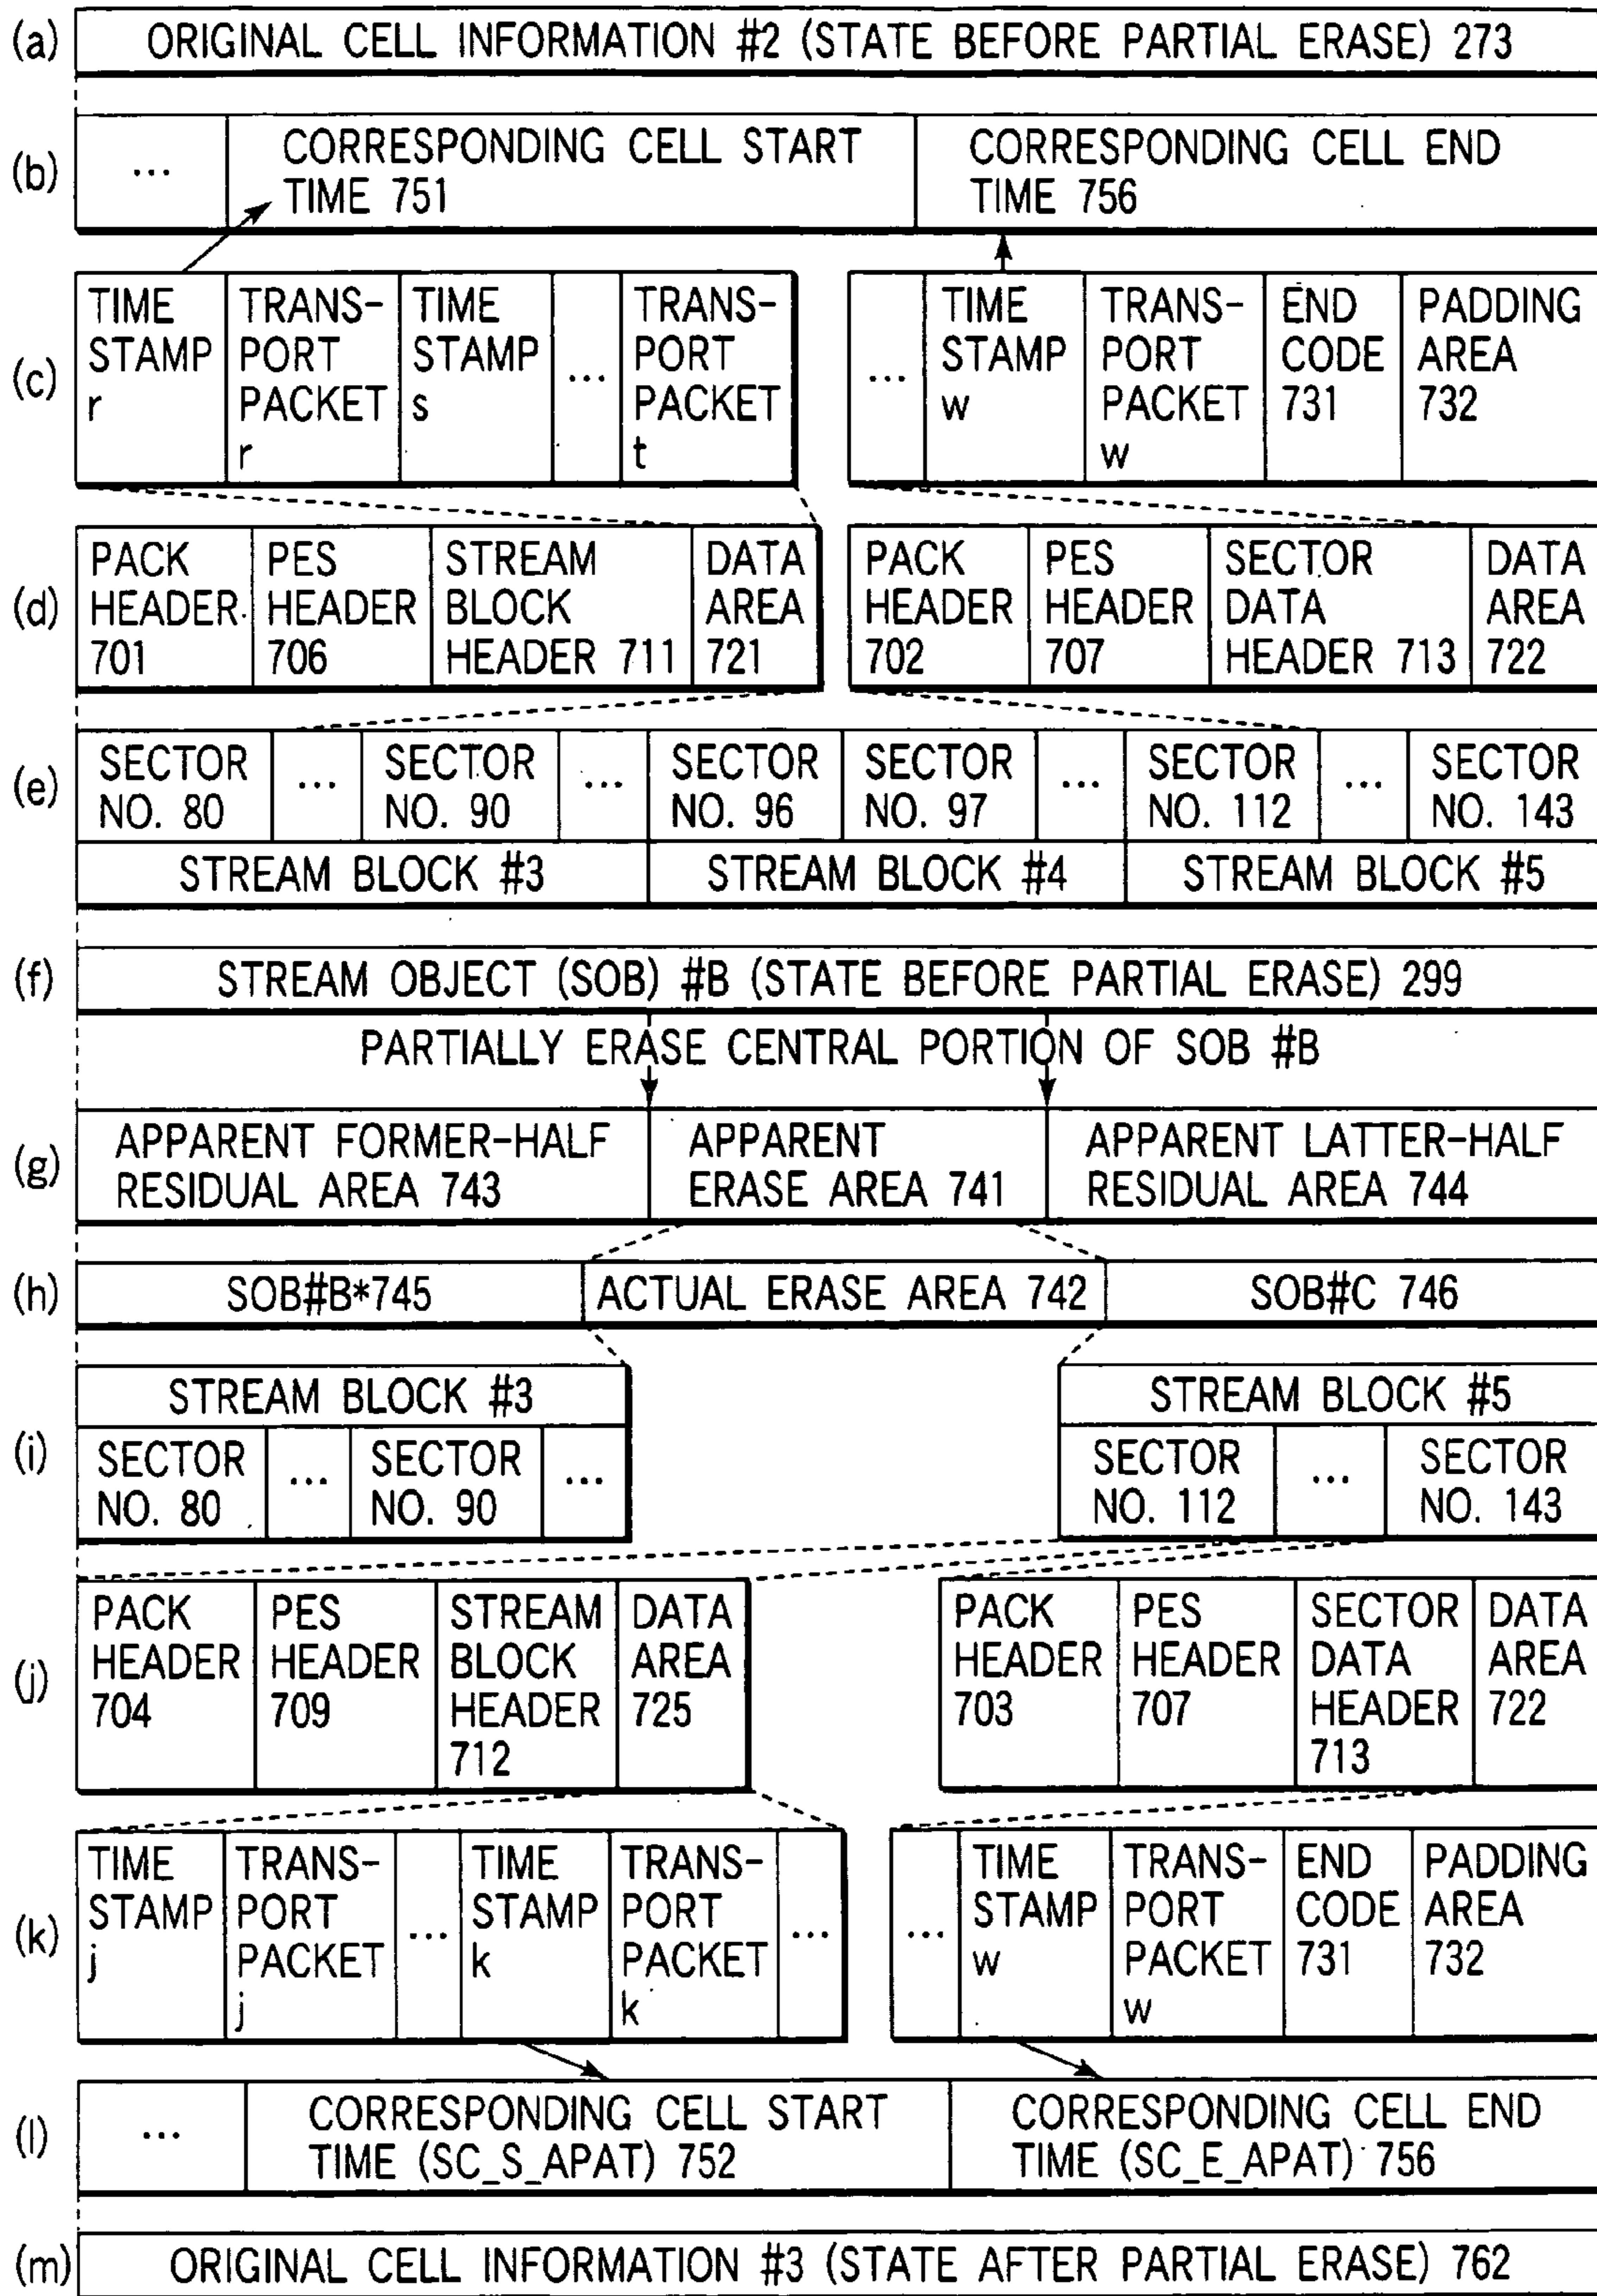 (a) ORIGINAL CELL INFORMATION #2 (STATE BEFORE PARTIAL ERASE) 273
(b) ... CORRESPONDING CELL START CORRESPONDING CELL END
TIME 751 TIME 756
(c) TIME TRANS- TIME TRANS- TIME TRANS- END PADDING
STAMP PORT STAMP ... PORT ... STAMP PORT CODE AREA
r PACKET s PACKET w PACKET 731 732
r t w
(d) PACK PES STREAM DATA PACK PES SECTOR DATA
HEADER HEADER BLOCK AREA HEADER HEADER DATA AREA
701 706 HEADER 711 721 702 707 HEADER 713 722
(e) SECTOR ... SECTOR ... SECTOR SECTOR ... SECTOR ... SECTOR
NO. 80 NO. 90 NO. 96 NO. 97 NO. 112 NO. 143
STREAM BLOCK #3 STREAM BLOCK #4 STREAM BLOCK #5
(f) STREAM OBJECT (SOB) #B (STATE BEFORE PARTIAL ERASE) 299
PARTIALLY ERASE CENTRAL PORTION OF SOB #B
(g) APPARENT FORMER-HALF APPARENT APPARENT LATTER-HALF
RESIDUAL AREA 743 ERASE AREA 741 RESIDUAL AREA 744
(h) SOB#B*745 ACTUAL ERASE AREA 742 SOB#C 746
(i) STREAM BLOCK #3 STREAM BLOCK #5
SECTOR ... SECTOR ... SECTOR ... SECTOR
NO. 80 NO. 90 NO. 112 NO. 143
(j) PACK PES STREAM DATA PACK PES SECTOR DATA
HEADER HEADER BLOCK AREA HEADER HEADER DATA AREA
704 709 HEADER 725 703 707 HEADER 722
712 713
(k) TIME TRANS- TIME TRANS- TIME TRANS- END PADDING
STAMP PORT ... STAMP PORT ... ... STAMP PORT CODE AREA
j PACKET k PACKET w PACKET 731 732
j k w
(l) ... CORRESPONDING CELL START CORRESPONDING CELL END
TIME (SC_S_APAT) 752 TIME (SC_E_APAT) 756
(m) ORIGINAL CELL INFORMATION #3 (STATE AFTER PARTIAL ERASE) 762